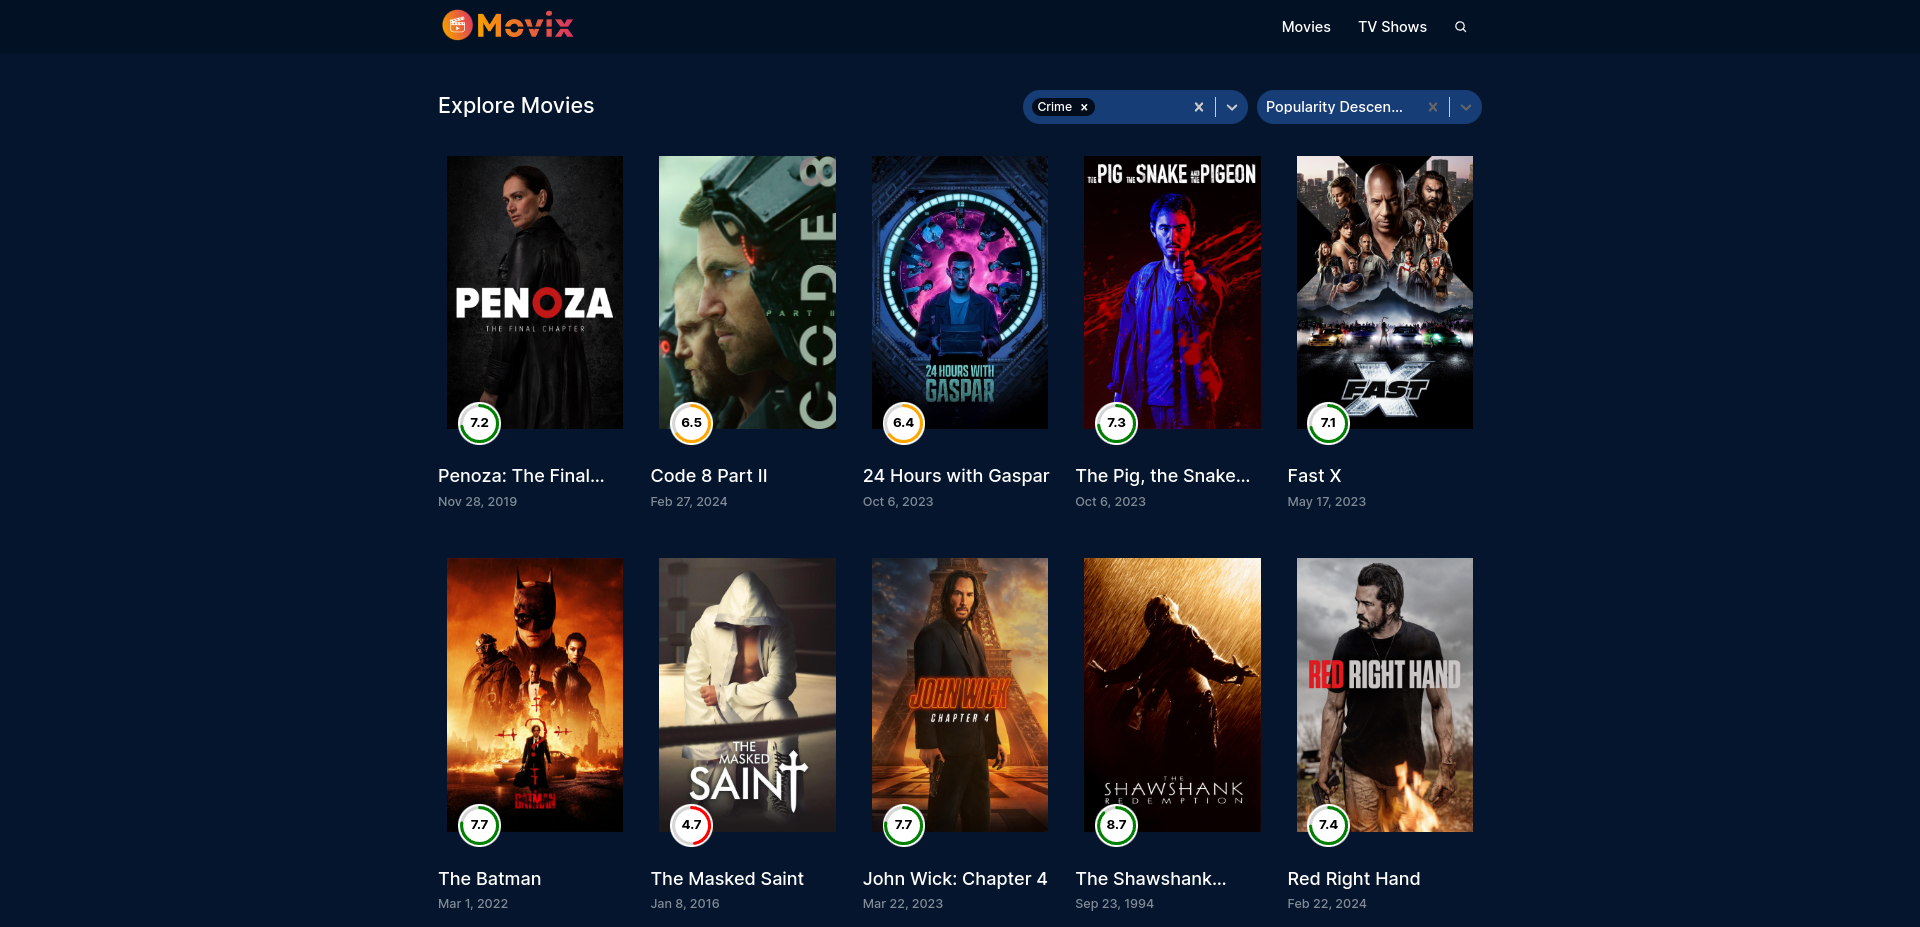 Movix
Movies
TV Shows
Explore Movies
Crime
Popularity Descen...
PENOZA
THE FINAL CHAPTER
7.2
Penoza: The Final...
Nov 28, 2019
CODE 8
PART II
6.5
Code 8 Part II
Feb 27, 2024
24 HOURS WITH
GASPAR
6.4
24 Hours with Gaspar
Oct 6, 2023
THE PIG THE SNAKE AND THE PIGEON
7.3
The Pig, the Snake...
Oct 6, 2023
FAST X
7.1
Fast X
May 17, 2023
THE BATMAN
7.7
The Batman
Mar 1, 2022
THE
MASKED
SAINT
4.7
The Masked Saint
Jan 8, 2016
JOHN WICK
CHAPTER 4
7.7
John Wick: Chapter 4
Mar 22, 2023
THE
SHAWSHANK
REDEMPTION
8.7
The Shawshank...
Sep 23, 1994
RED RIGHT HAND
7.4
Red Right Hand
Feb 22, 2024